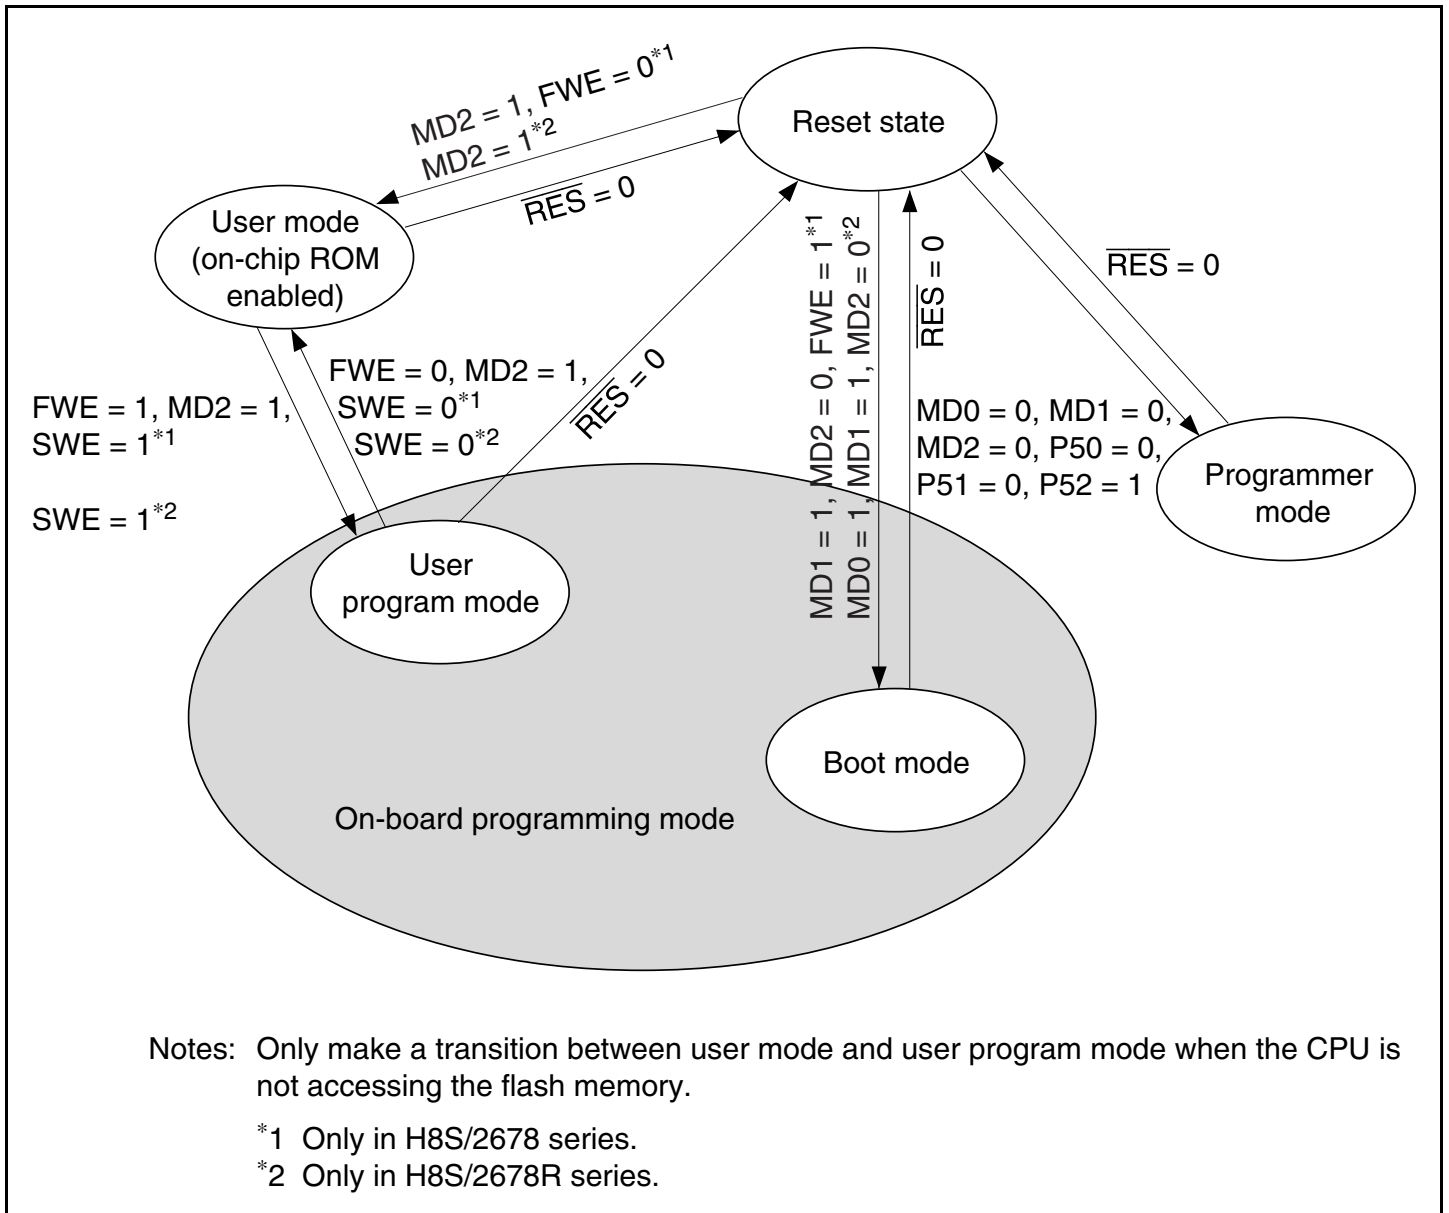 MD2 = 1, FWE = 0*1
MD2 = 1*2
RES = 0
Reset state
User mode
(on-chip ROM
enabled)
RES = 0
FWE = 1, MD2 = 1,
SWE = 1*1
SWE = 1*2
FWE = 0, MD2 = 1,
SWE = 0*1
SWE = 0*2
RES = 0
MD1 = 1, MD2 = 0, FWE = 1*1
MD0 = 1, MD1 = 1, MD2 = 0*2
RES = 0
MD0 = 0, MD1 = 0,
MD2 = 0, P50 = 0,
P51 = 0, P52 = 1
Programmer
mode
User
program mode
Boot mode
On-board programming mode
Notes: Only make a transition between user mode and user program mode when the CPU is
not accessing the flash memory.
*1 Only in H8S/2678 series.
*2 Only in H8S/2678R series.